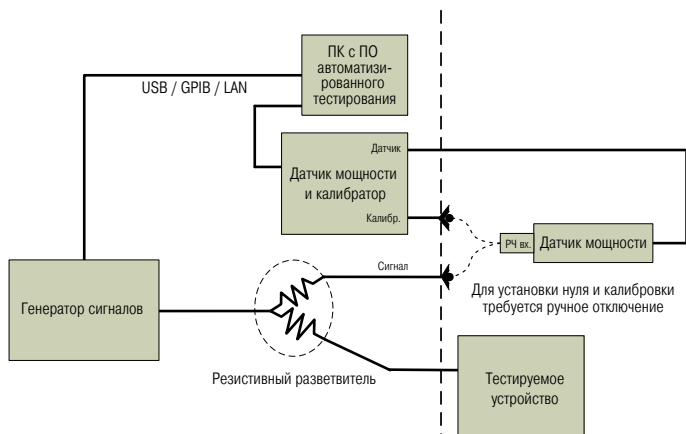 ПК с ПО
автоматизи-
рованного
тестирования
USB / GPIB / LAN
Датчик
Датчик мощности
и калибратор
Калибр.
РЧ вх.
Датчик мощности
Сигнал
Для установки нуля и калибровки
требуется ручное отключение
Генератор сигналов
Резистивный разветвитель
Тестируемое
устройство